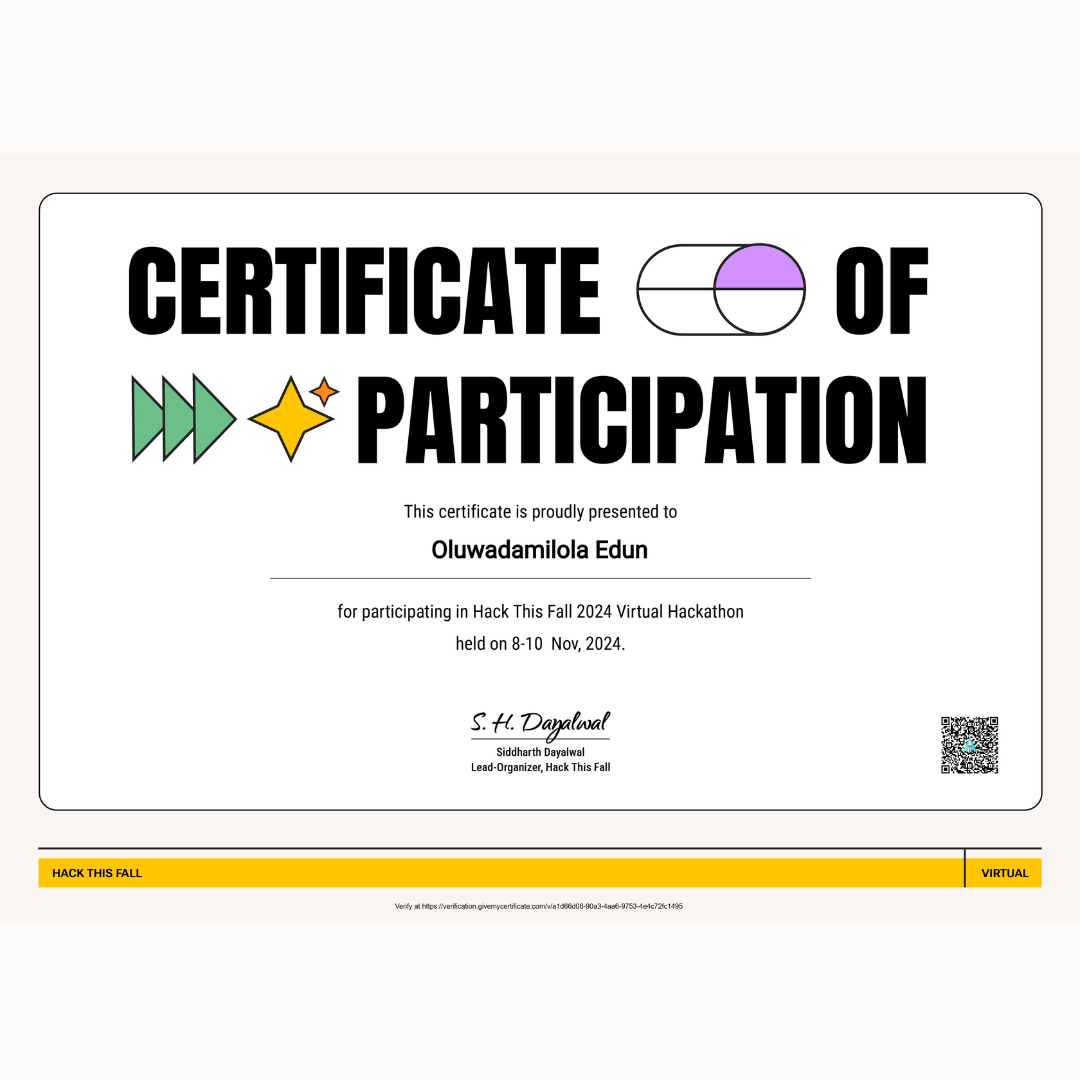 CERTIFICATE OF
PARTICIPATION
This certificate is proudly presented to
Oluwadamilola Edun
for participating in Hack This Fall 2024 Virtual Hackathon
held on 8-10 Nov, 2024.
S. H. Dayalwal
Siddharth Dayalwal
Lead-Organizer, Hack This Fall
HACK THIS FALL
VIRTUAL
Verify at https://verification.givemycertificate.com/v/a1d66d08-90a3-4aa6-9753-4e4c72fc1495